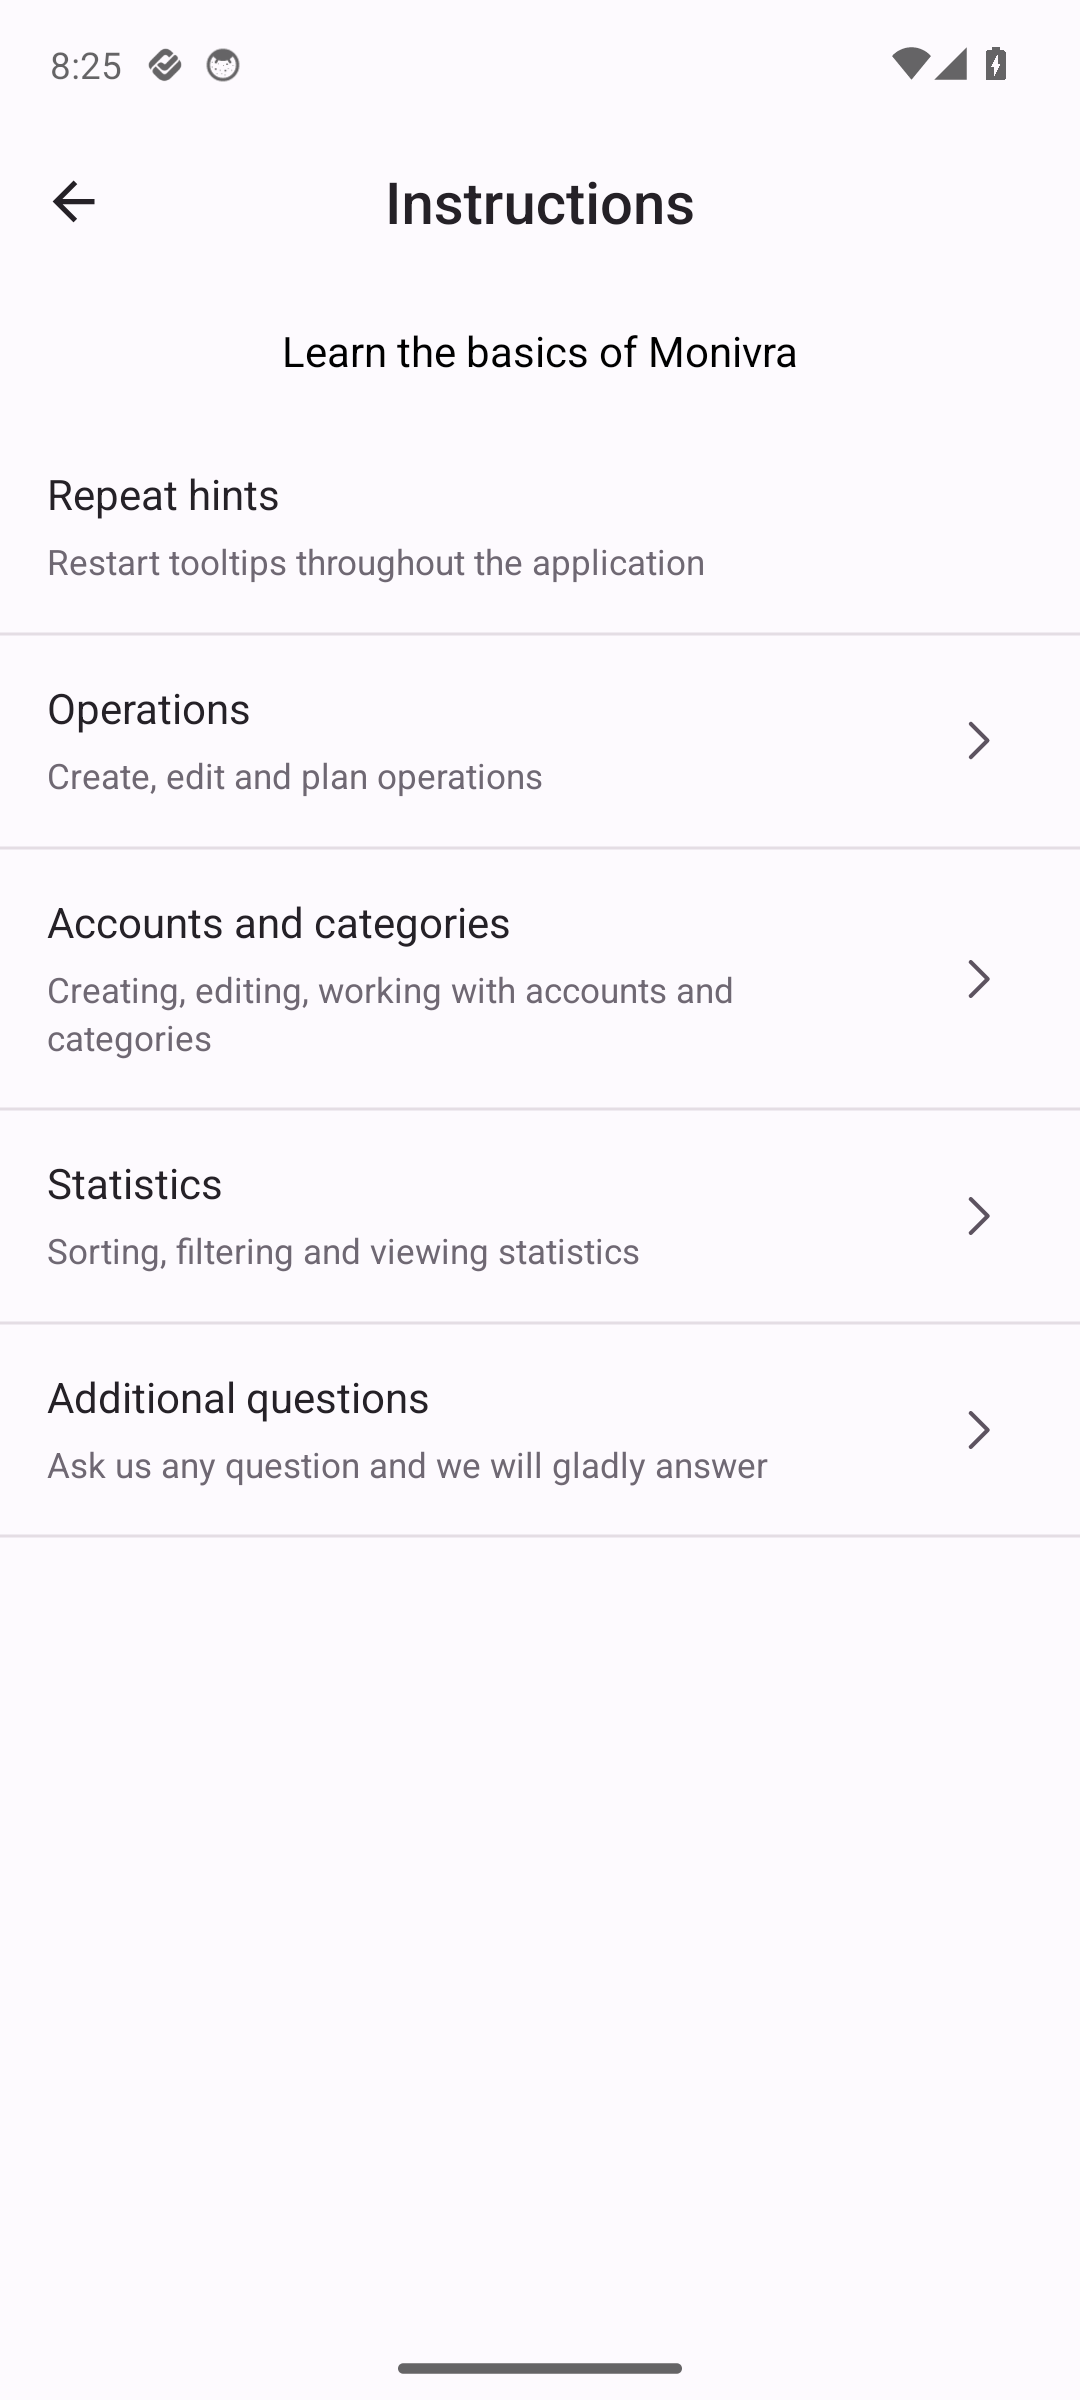 8:25
Instructions
Learn the basics of Monivra
Repeat hints
Restart tooltips throughout the application
Operations
Create, edit and plan operations
Accounts and categories
Creating, editing, working with accounts and
categories
Statistics
Sorting, filtering and viewing statistics
Additional questions
Ask us any question and we will gladly answer